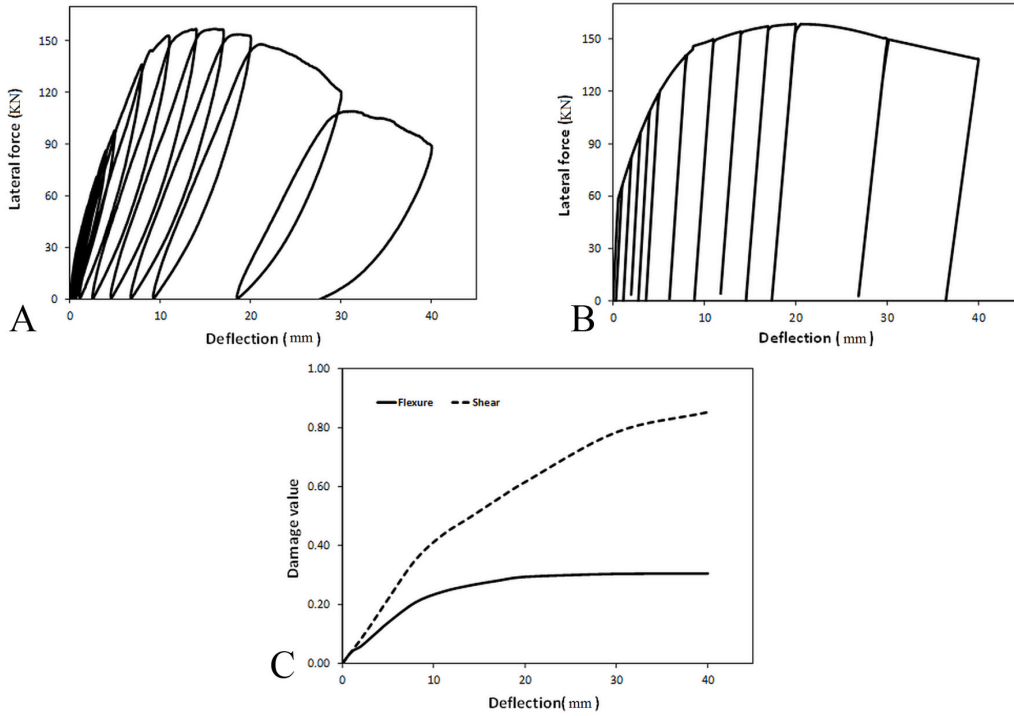 Lateral force (KN)
150
120
90
60
30
0
0 10 20 30 40
Deflection ( mm )
A
Lateral force (KN)
150
120
90
60
30
0
0 10 20 30 40
Deflection ( mm )
B
Damage value
1.00
0.80
0.60
0.40
0.20
0.00
Flexure Shear
0 10 20 30 40
Deflection( mm )
C